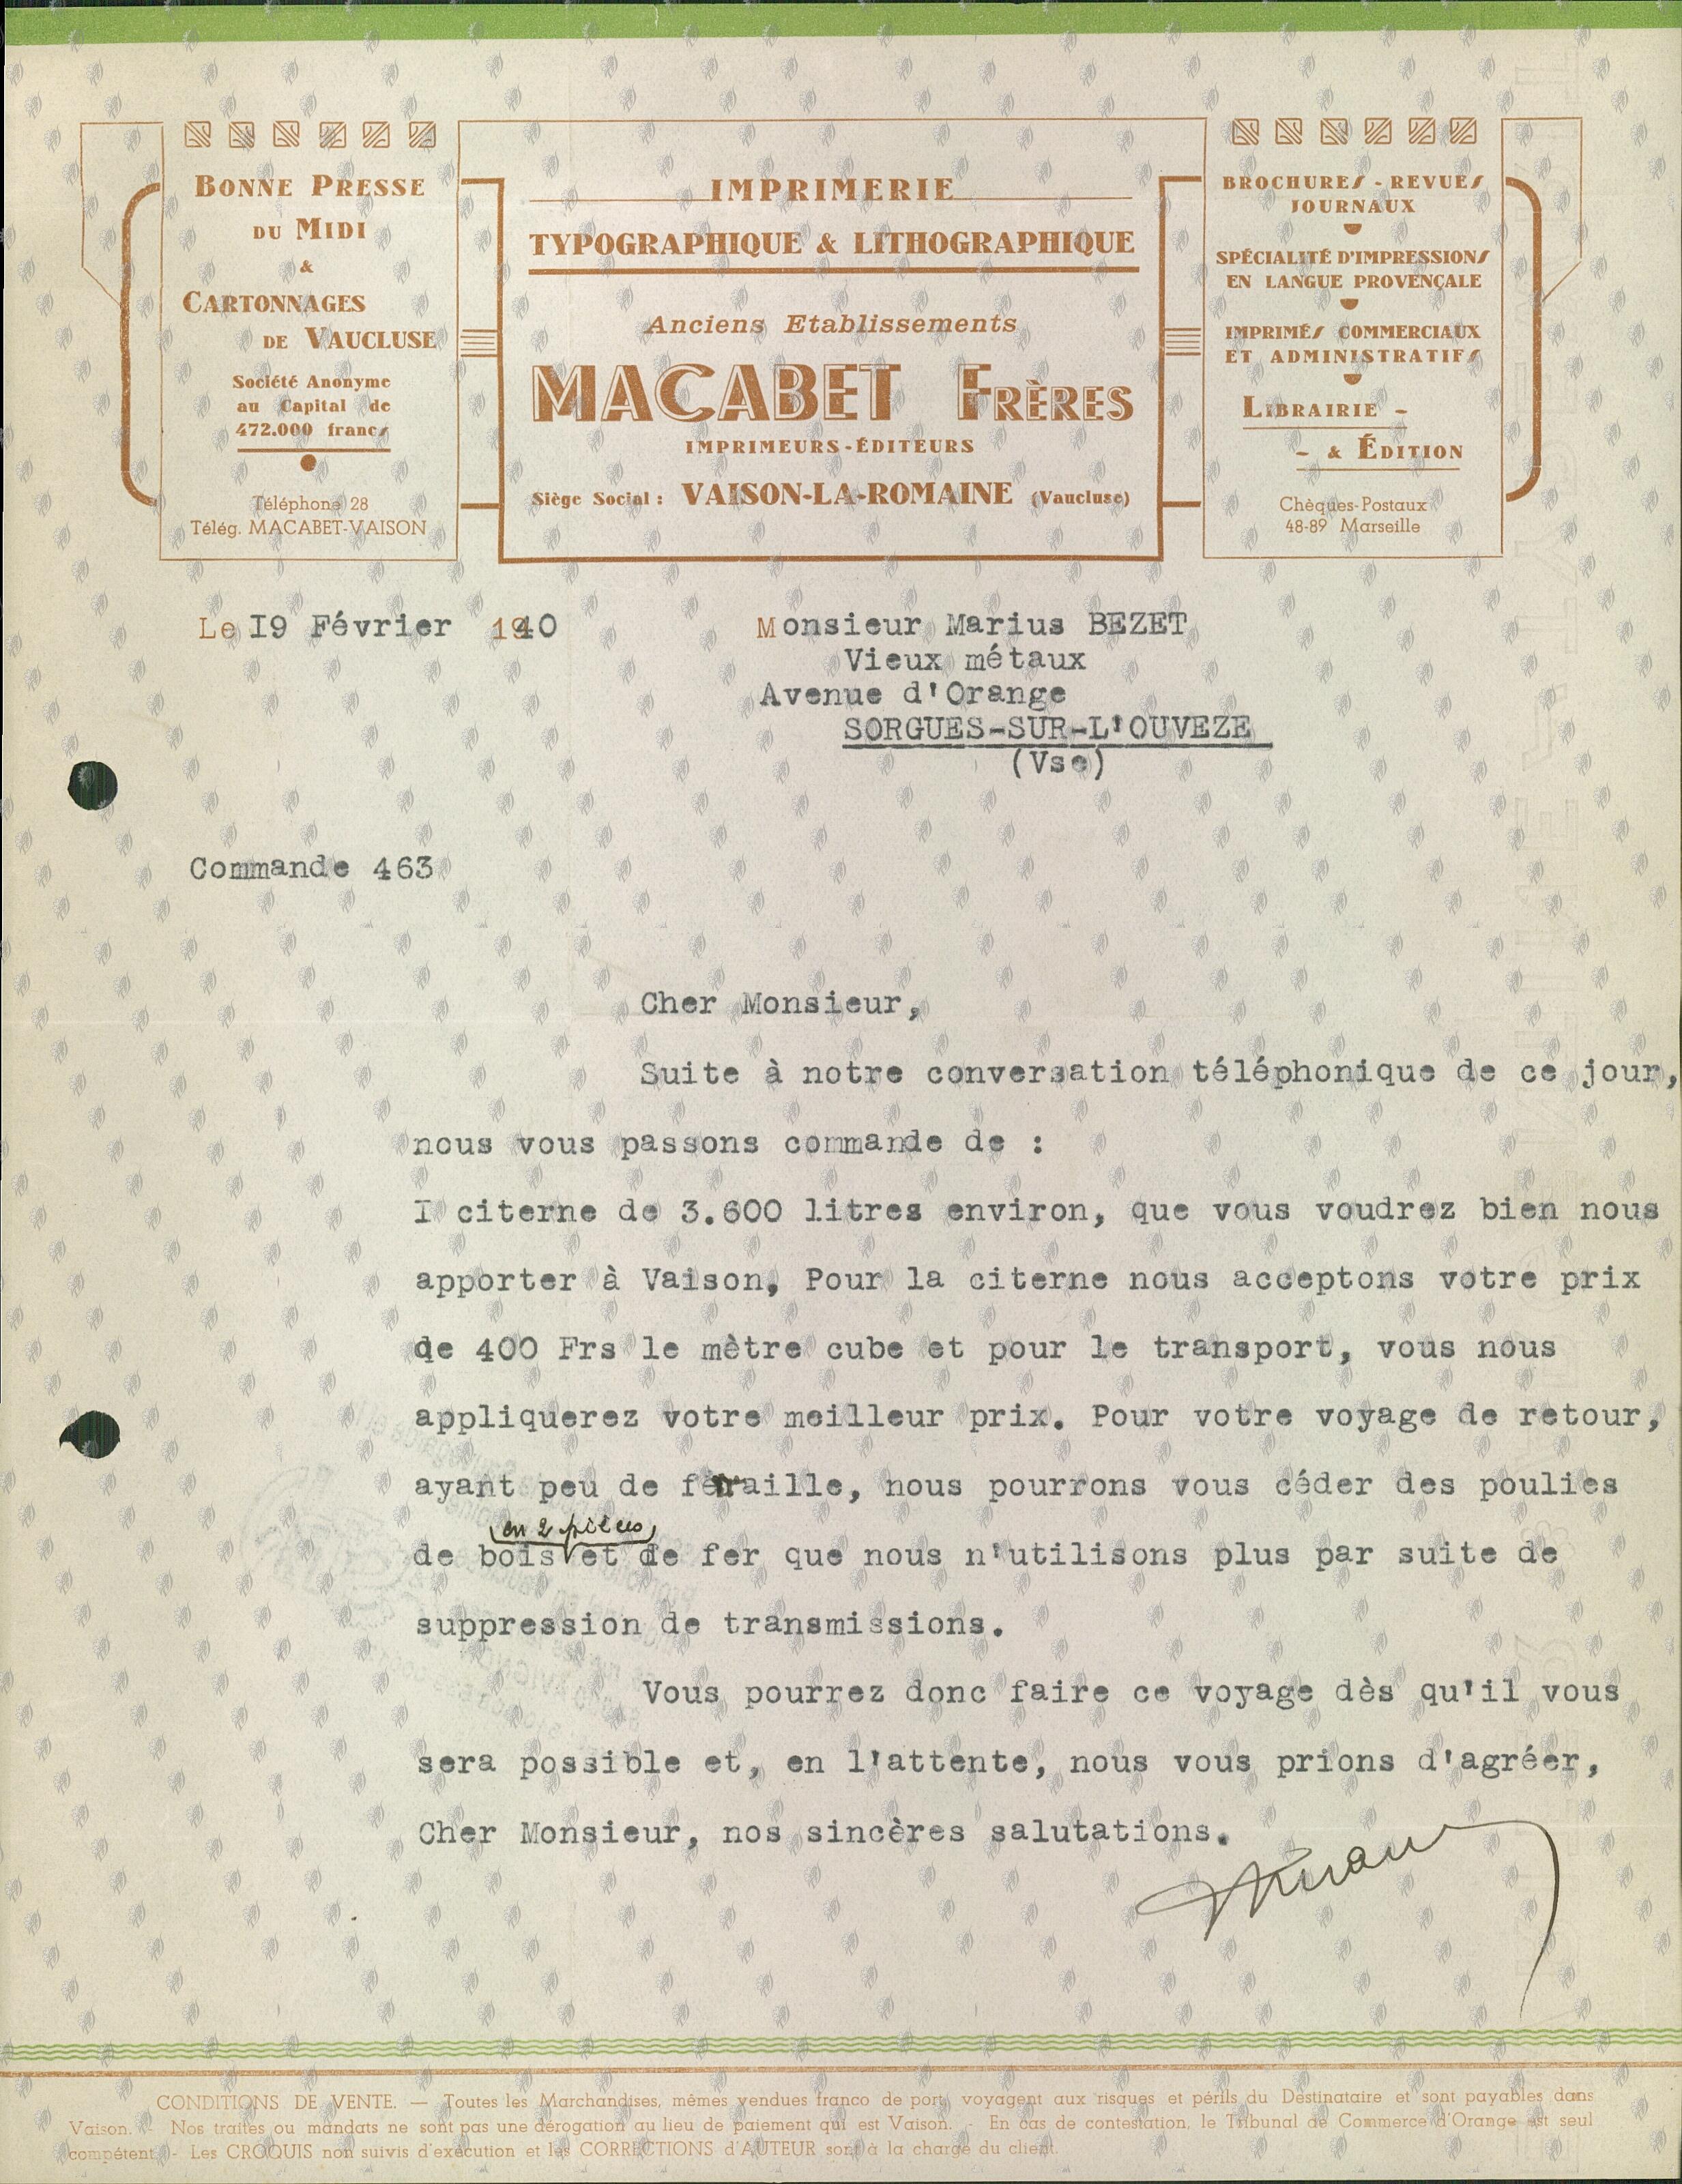 BONNE PRESSE
DU MIDI
&
CARTONNAGES
DE VAUCLUSE
Société Anonyme
au Capital de
472.000 francs
Téléphone 28
Télég. MACABET-VAISON
IMPRIMERIE
TYPOGRAPHIQUE & LITHOGRAPHIQUE
Anciens Etablissements
MACABET FRÈRES
IMPRIMEURS-ÉDITEURS
Siège Social : VAISON-LA-ROMAINE (Vaucluse)
BROCHURES - REVUES
JOURNAUX
SPÉCIALITÉ D'IMPRESSIONS
EN LANGUE PROVENÇALE
IMPRIMÉS COMMERCIAUX
ET ADMINISTRATIFS
LIBRAIRIE -
- & ÉDITION
Chèques-Postaux
48-89 Marseille
Le I9 Février 1940
Monsieur Marius BEZET
Vieux métaux
Avenue d'Orange
SORGUES-SUR-L'OUVEZE
(Vse)
Commande 463
Cher Monsieur,
Suite à notre conversation téléphonique de ce jour,
nous vous passons commande de :
I citerne de 3.600 litres environ, que vous voudrez bien nous
apporter à Vaison, Pour la citerne nous acceptons votre prix
de 400 Frs le mètre cube et pour le transport, vous nous
appliquerez votre meilleur prix. Pour votre voyage de retour,
ayant peu de ferraille, nous pourrons vous céder des poulies
en 2 pièces
de bois et de fer que nous n'utilisons plus par suite de
suppression de transmissions.
Vous pourrez donc faire ce voyage dès qu'il vous
sera possible et, en l'attente, nous vous prions d'agréer,
Cher Monsieur, nos sincères salutations.
CONDITIONS DE VENTE. — Toutes les Marchandises, mêmes vendues franco de port, voyagent aux risques et périls du Destinataire et sont payables dans
Vaison. - Nos traites ou mandats ne sont pas une dérogation au lieu de paiement qui est Vaison. - En cas de contestation, le Tribunal de Commerce d'Orange est seul
compétent. - Les CROQUIS non suivis d'exécution et les CORRECTIONS d'AUTEUR sont à la charge du client.